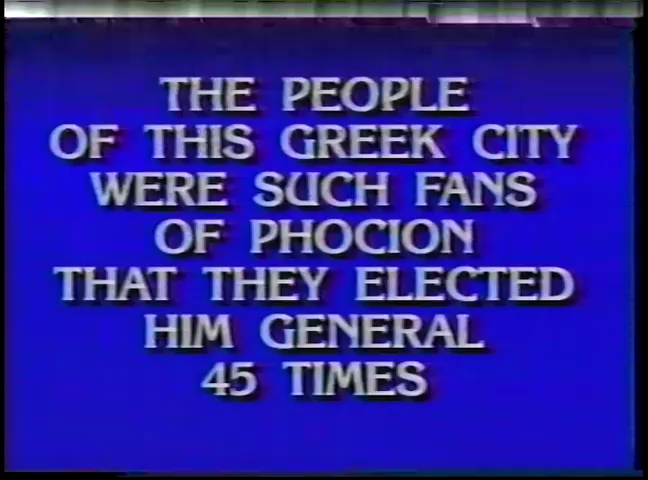 THE PEOPLE
OF THIS GREEK CITY
WERE SUCH FANS
OF PHOCION
THAT THEY ELECTED
HIM GENERAL
45 TIMES